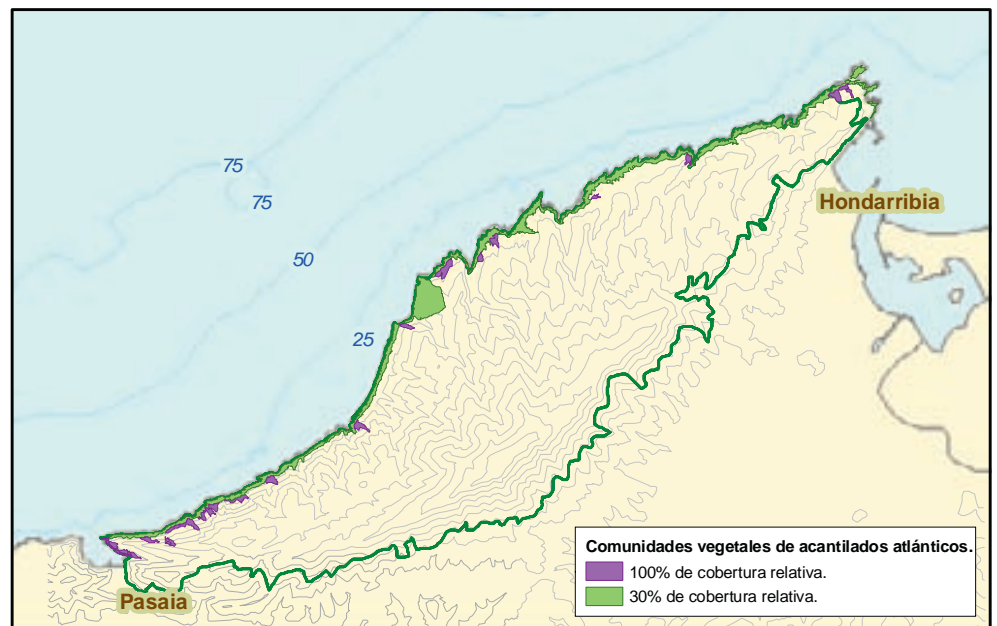 75
75
Hondarribia
50
25
Comunidades vegetales de acantilados atlánticos.
100% de cobertura relativa.
30% de cobertura relativa.
Pasaia